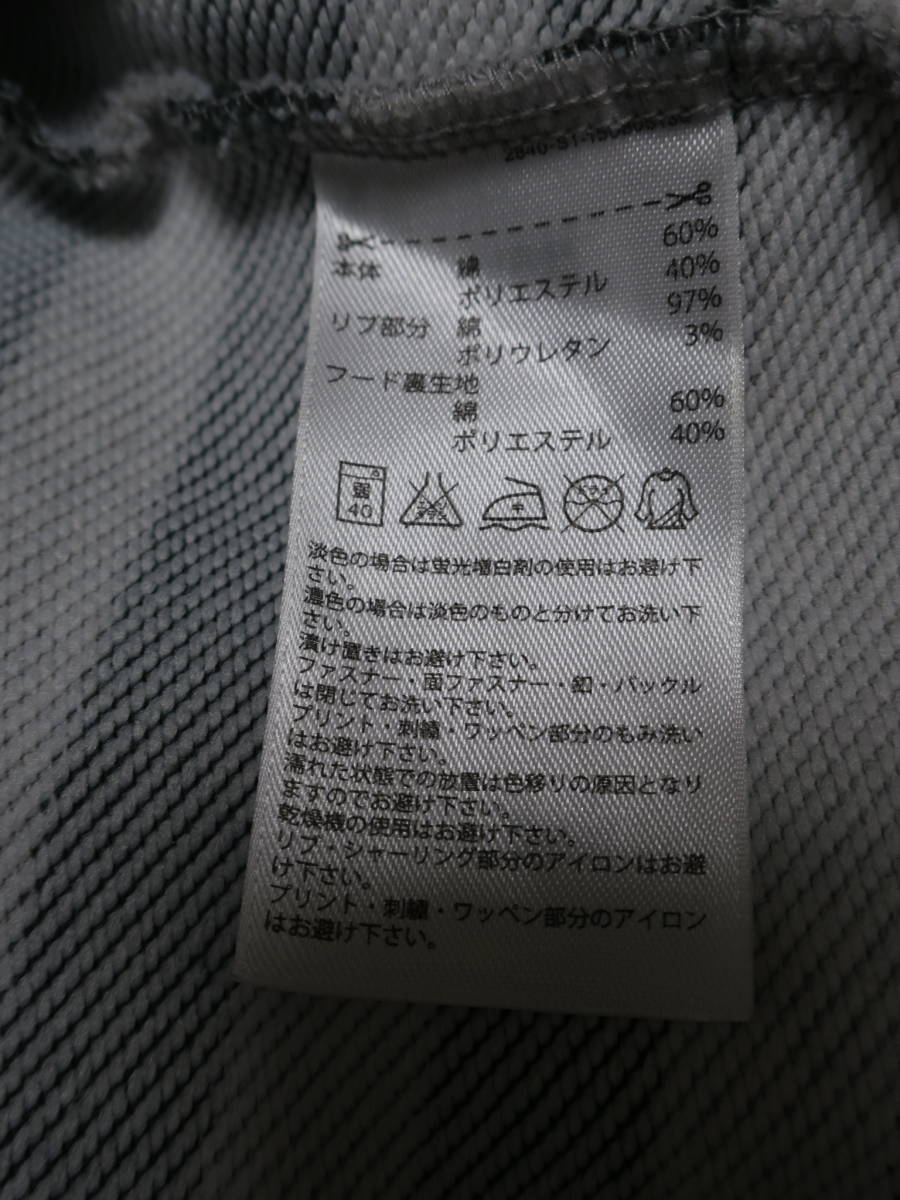 60%
本体 綿 40%
ポリエステル 97%
リブ部分 綿 3%
ポリウレタン
フード裏生地
綿 60%
ポリエステル 40%
弱
40
中
淡色の場合は蛍光増白剤の使用はお避け下
さい。
濃色の場合は淡色のものと分けてお洗い下
さい。
漬け置きはお避け下さい。
ファスナー・面ファスナー・釦・バックル
は閉じてお洗い下さい。
プリント・刺繍・ワッペン部分のもみ洗い
はお避け下さい。
濡れた状態での放置は色移りの原因となり
ますのでお避け下さい。
乾燥機の使用はお避け下さい。
リブ・シャーリング部分のアイロンはお避
け下さい。
プリント・刺繍・ワッペン部分のアイロン
はお避け下さい。